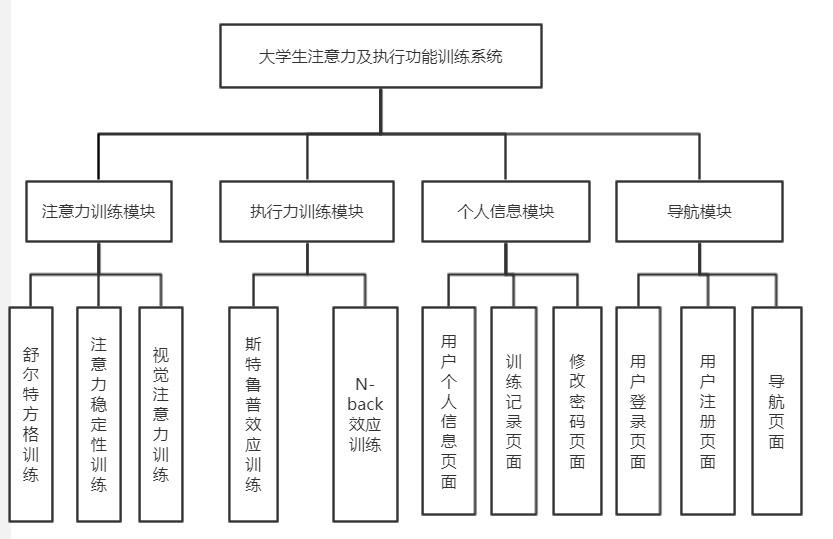 大学生注意力及执行功能训练系统
注意力训练模块
执行力训练模块
个人信息模块
导航模块
舒尔特方格训练
注意力稳定性训练
视觉注意力训练
斯特鲁普效应训练
N-
back
效应
训练
用户个人信息页面
训练记录页面
修改密码页面
用户登录页面
用户注册页面
导航页面